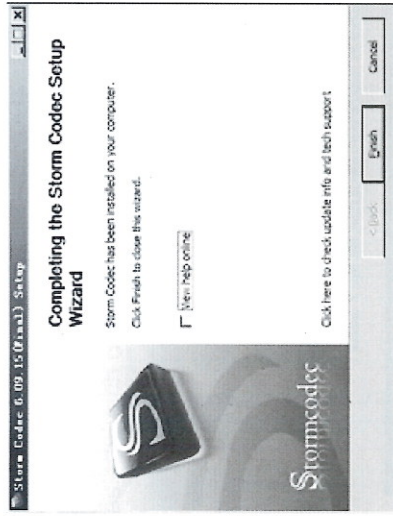 Storm Codec 6.09.15(Final) Setup
Completing the Storm Codec Setup
Wizard
Storm Codec has been installed on your computer.
Click Finish to close this wizard.
View help online
Click here to check update info and tech support
Stormcodec
< Back
Finish
Cancel